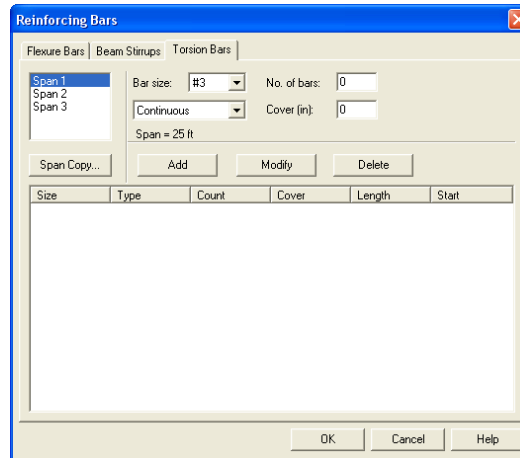 Reinforcing Bars
Flexure Bars Beam Stirrups Torsion Bars
Span 1
Span 2
Span 3
Bar size: #3 No. of bars: 0
Continuous Cover (in): 0
Span = 25 ft
Span Copy... Add Modify Delete
Size Type Count Cover Length Start
OK Cancel Help